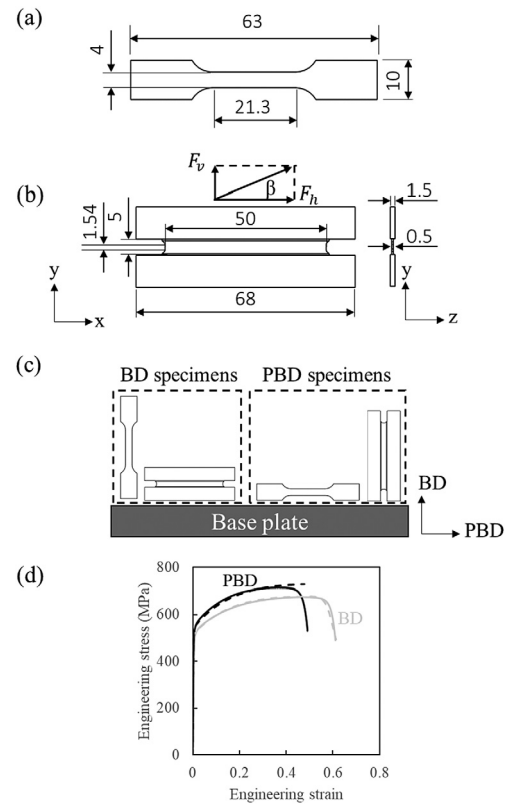 (a)
63
4
21.3
10
(b)
Fv
β
Fh
1.54
5
50
68
1.5
0.5
y
x
y
z
(c)
BD specimens
PBD specimens
Base plate
BD
PBD
(d)
Engineering stress (MPa)
800
600
400
200
0
PBD
BD
0
0.2
0.4
0.6
0.8
Engineering strain